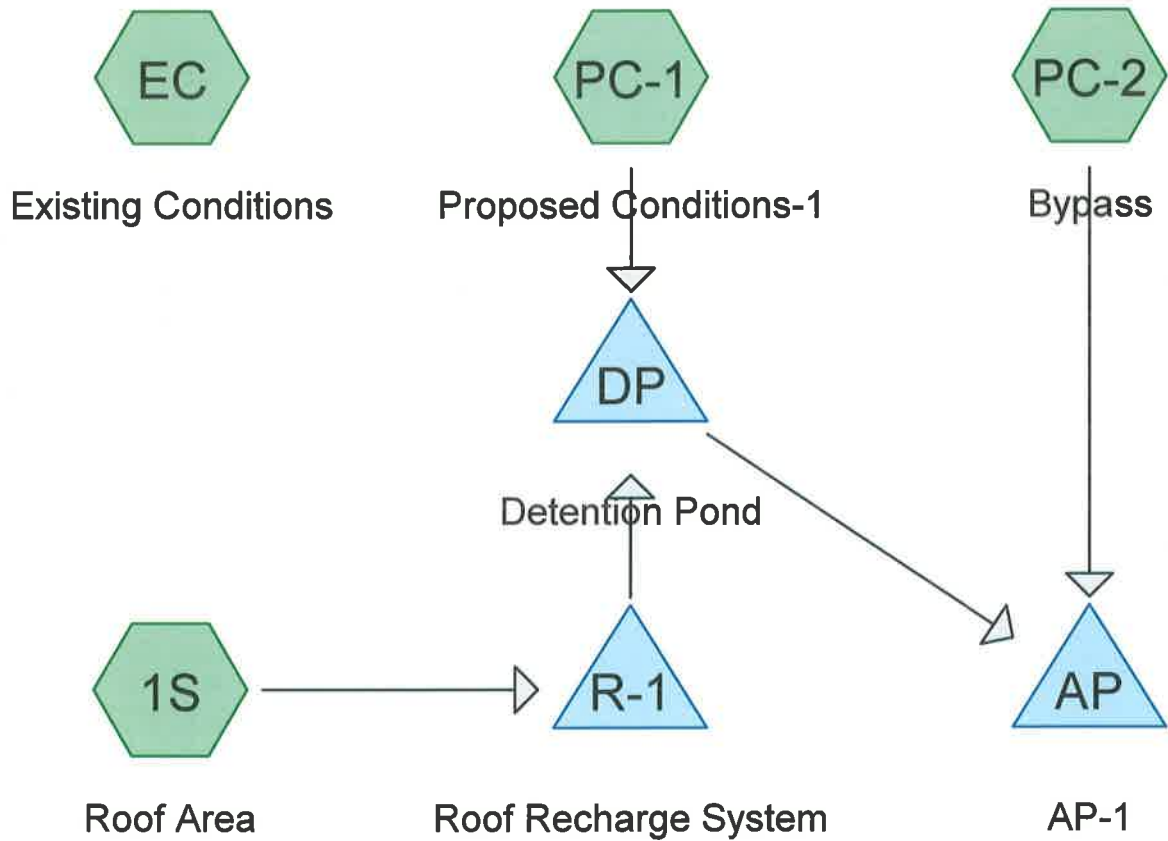 EC
PC-1
PC-2
Existing Conditions
Proposed Conditions-1
Bypass
DP
Detention Pond
1S
R-1
AP
Roof Area
Roof Recharge System
AP-1